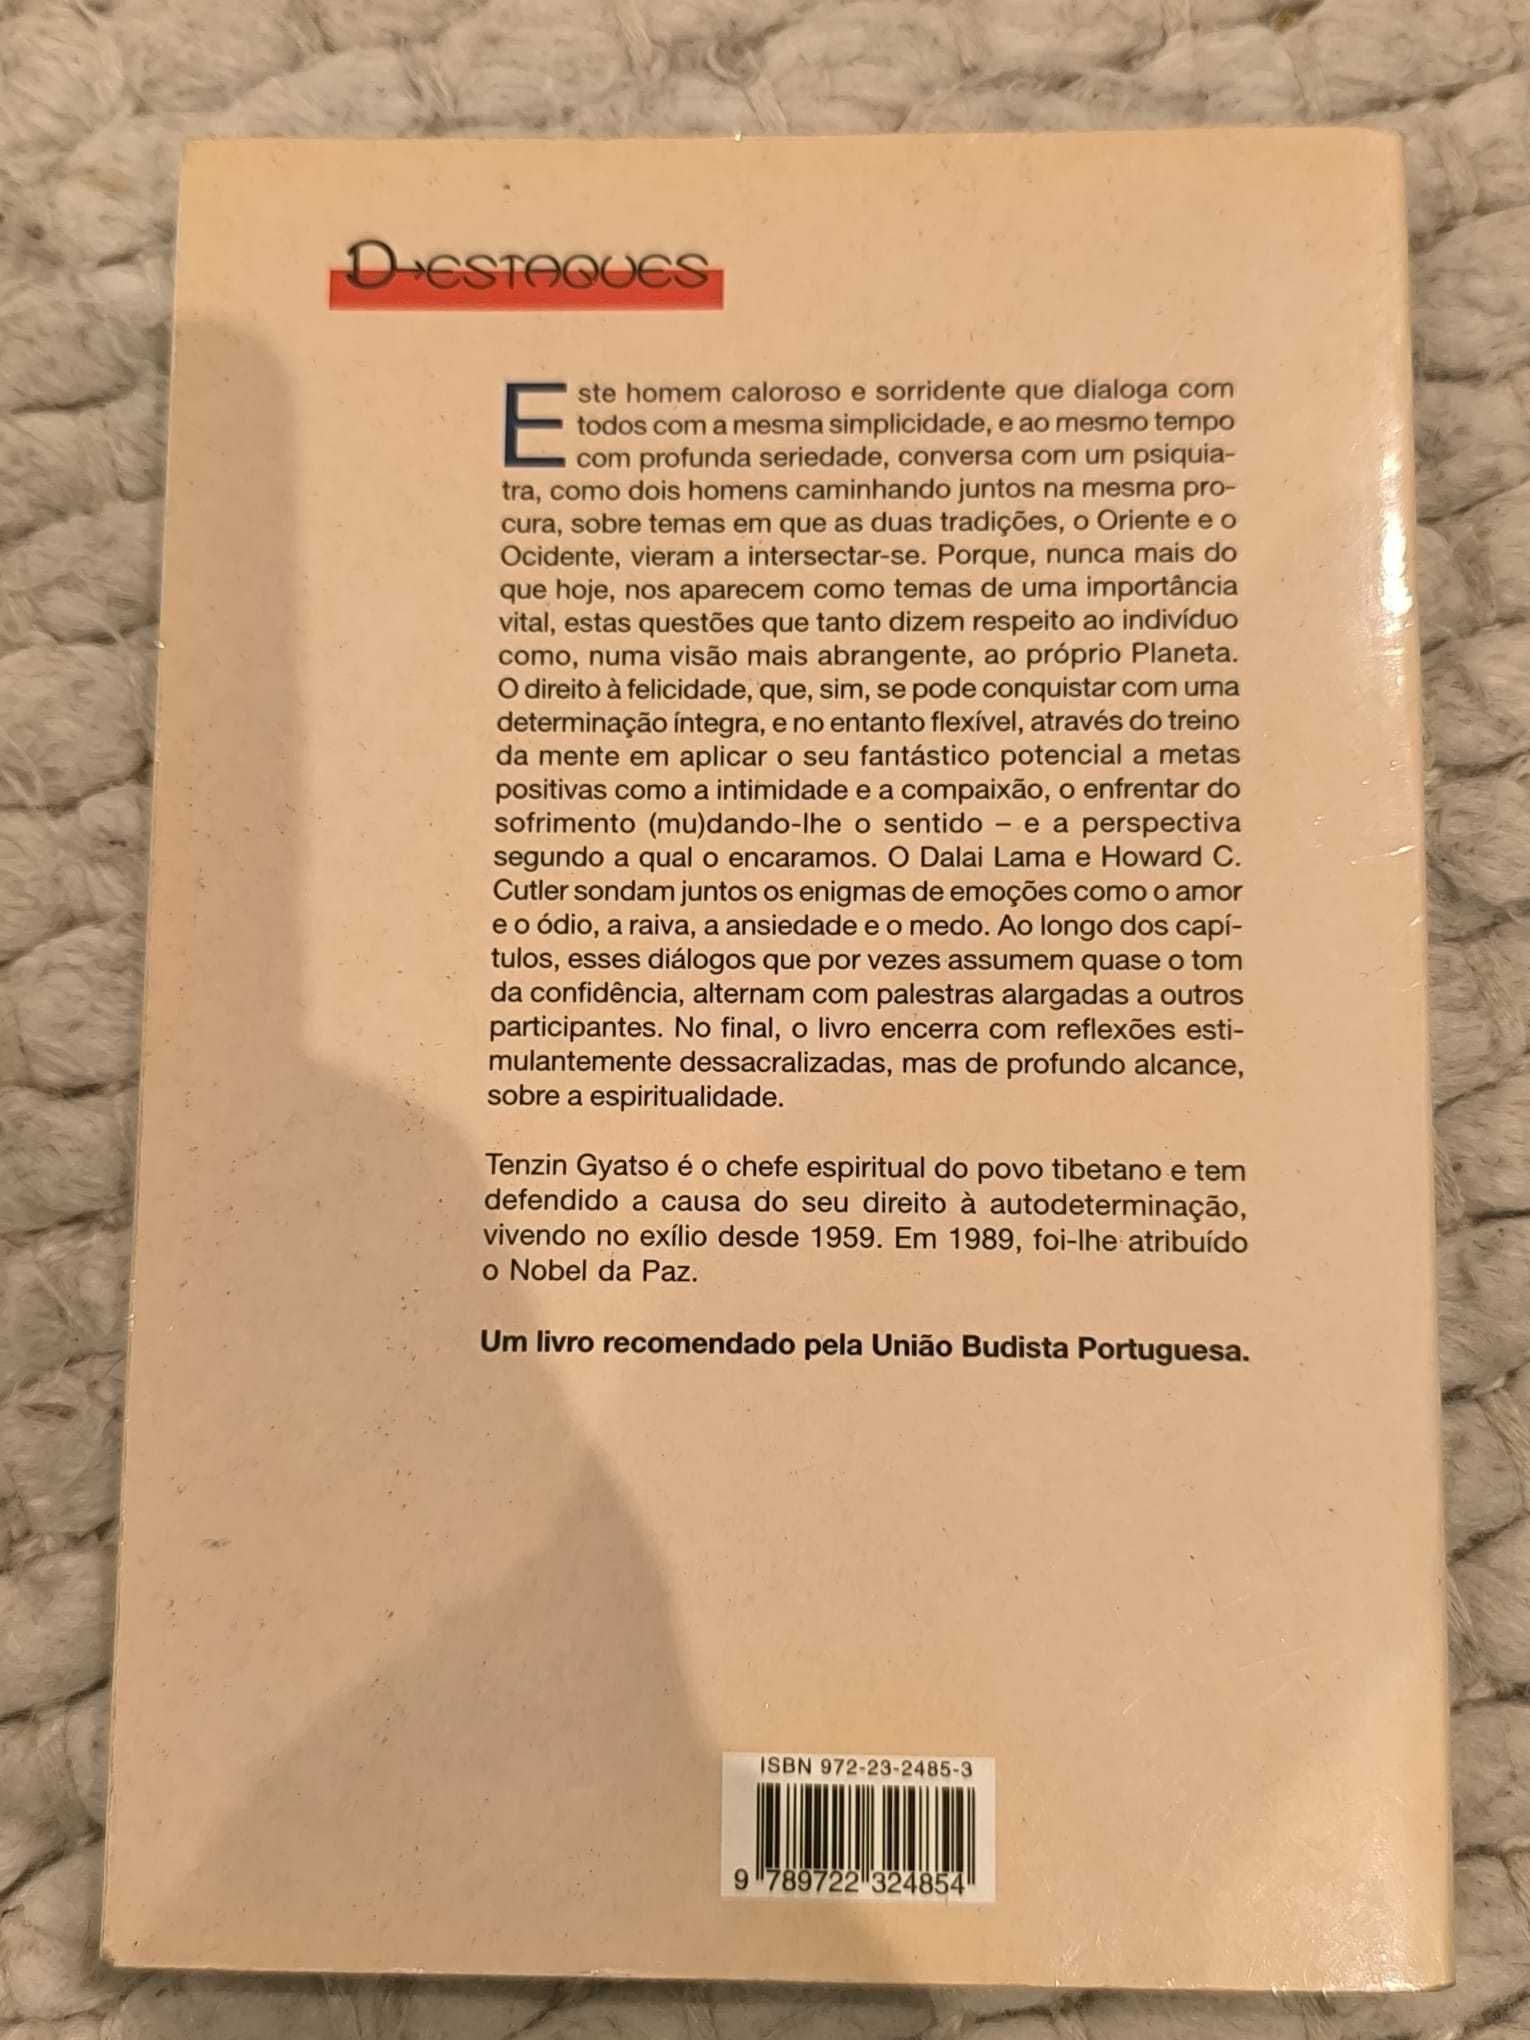 DESTAQUES
Este homem caloroso e sorridente que dialoga com
todos com a mesma simplicidade, e ao mesmo tempo
com profunda seriedade, conversa com um psiquia-
tra, como dois homens caminhando juntos na mesma pro-
cura, sobre temas em que as duas tradições, o Oriente e o
Ocidente, vieram a intersectar-se. Porque, nunca mais do
que hoje, nos aparecem como temas de uma importância
vital, estas questões que tanto dizem respeito ao indivíduo
como, numa visão mais abrangente, ao próprio Planeta.
O direito à felicidade, que, sim, se pode conquistar com uma
determinação íntegra, e no entanto flexível, através do treino
da mente em aplicar o seu fantástico potencial a metas
positivas como a intimidade e a compaixão, o enfrentar do
sofrimento (mu)dando-lhe o sentido – e a perspectiva
segundo a qual o encaramos. O Dalai Lama e Howard C.
Cutler sondam juntos os enigmas de emoções como o amor
e o ódio, a raiva, a ansiedade e o medo. Ao longo dos capí-
tulos, esses diálogos que por vezes assumem quase o tom
da confidência, alternam com palestras alargadas a outros
participantes. No final, o livro encerra com reflexões esti-
mulantemente dessacralizadas, mas de profundo alcance,
sobre a espiritualidade.
Tenzin Gyatso é o chefe espiritual do povo tibetano e tem
defendido a causa do seu direito à autodeterminação,
vivendo no exílio desde 1959. Em 1989, foi-lhe atribuído
o Nobel da Paz.
Um livro recomendado pela União Budista Portuguesa.
ISBN 972-23-2485-3
9 789722 324854